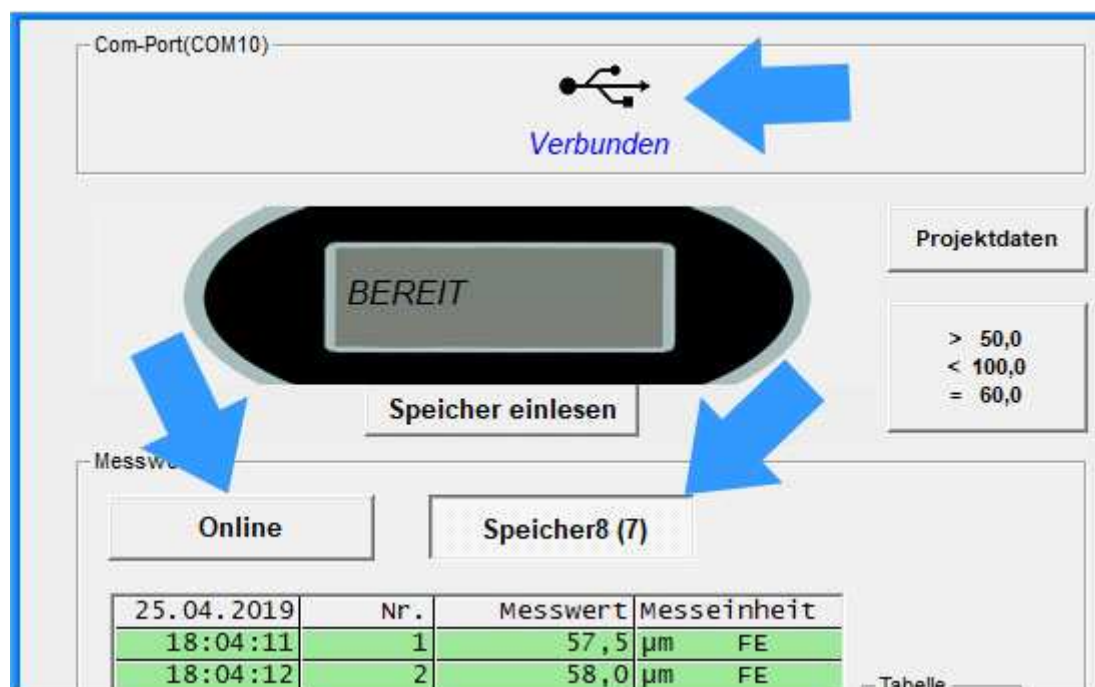 Com-Port(COM10)
Verbunden
Projektdaten
BEREIT
> 50,0
< 100,0
= 60,0
Speicher einlesen
Online
Speicher8 (7)
25.04.2019 Nr. Messwert Messeinheit
18:04:11 1 57,5 µm FE
18:04:12 2 58,0 µm FE
Tabelle